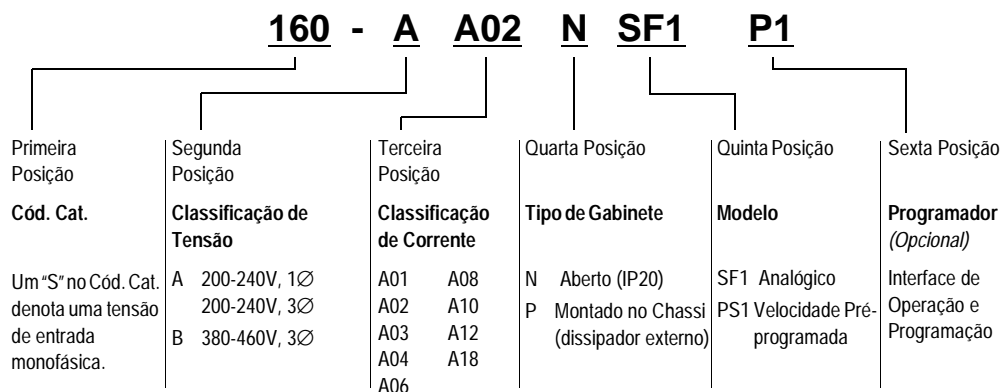 160 - A A02 N SF1 P1
Primeira
Posição
Cód. Cat.
Um "S" no Cód. Cat.
denota uma tensão
de entrada
monofásica.
Segunda
Posição
Classificação de
Tensão
A 200-240V, 1∅
200-240V, 3∅
B 380-460V, 3∅
Terceira
Posição
Classificação
de Corrente
A01 A08
A02 A10
A03 A12
A04 A18
A06
Quarta Posição
Tipo de Gabinete
N Aberto (IP20)
P Montado no Chassi
(dissipador externo)
Quinta Posição
Modelo
SF1 Analógico
PS1 Velocidade Pré-
programada
Sexta Posição
Programador
(Opcional)
Interface de
Operação e
Programação